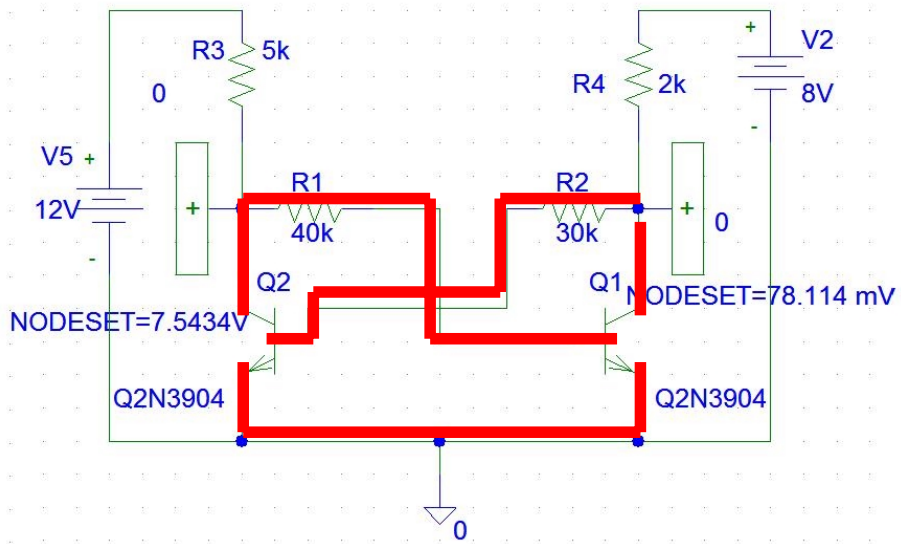 R3 5k
0
V5 +
12V
-
+
R1
40k
R2
30k
+
V2
8V
-
R4 2k
+
0
Q2
Q1
NODESET=7.5434V
NODESET=78.114 mV
Q2N3904
Q2N3904
0